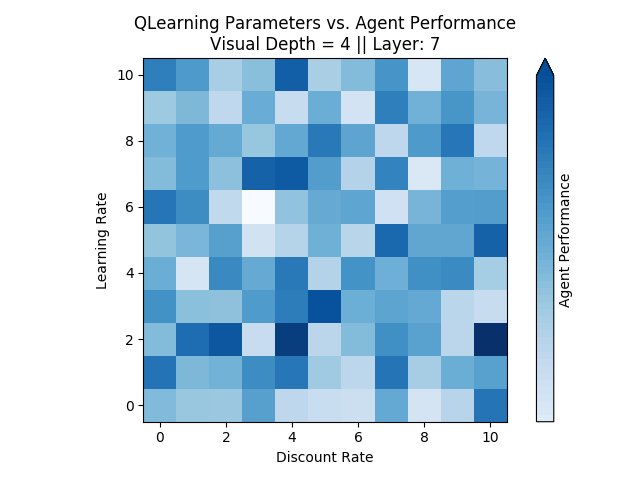 QLearning Parameters vs. Agent Performance
Visual Depth = 4 || Layer: 7
10
8
6
4
2
0
Learning Rate
0 2 4 6 8 10
Discount Rate
Agent Performance